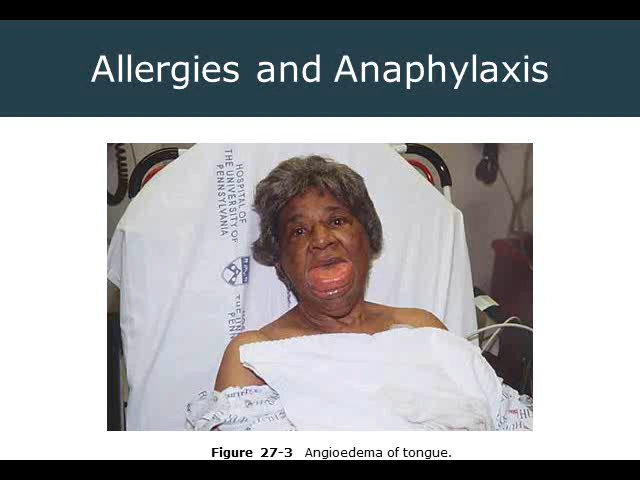 Allergies and Anaphylaxis
HOSPITAL OF
THE UNIVERSITY OF
PENNSYLVANIA
Figure 27-3 Angioedema of tongue.